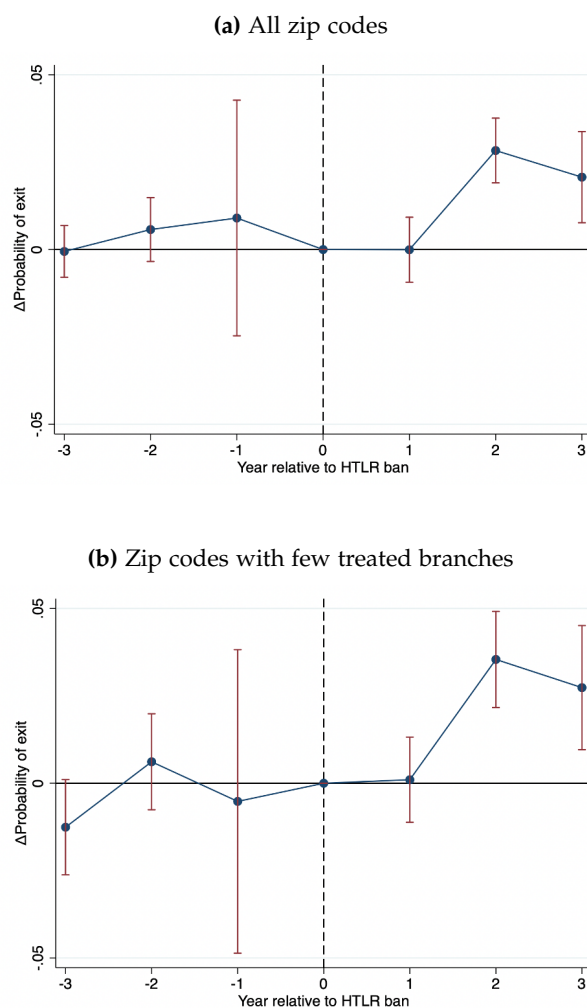 (a) All zip codes
.05
0
-.05
ΔProbability of exit
-3 -2 -1 0 1 2 3
Year relative to HTLR ban
(b) Zip codes with few treated branches
.05
0
-.05
ΔProbability of exit
-3 -2 -1 0 1 2 3
Year relative to HTLR ban